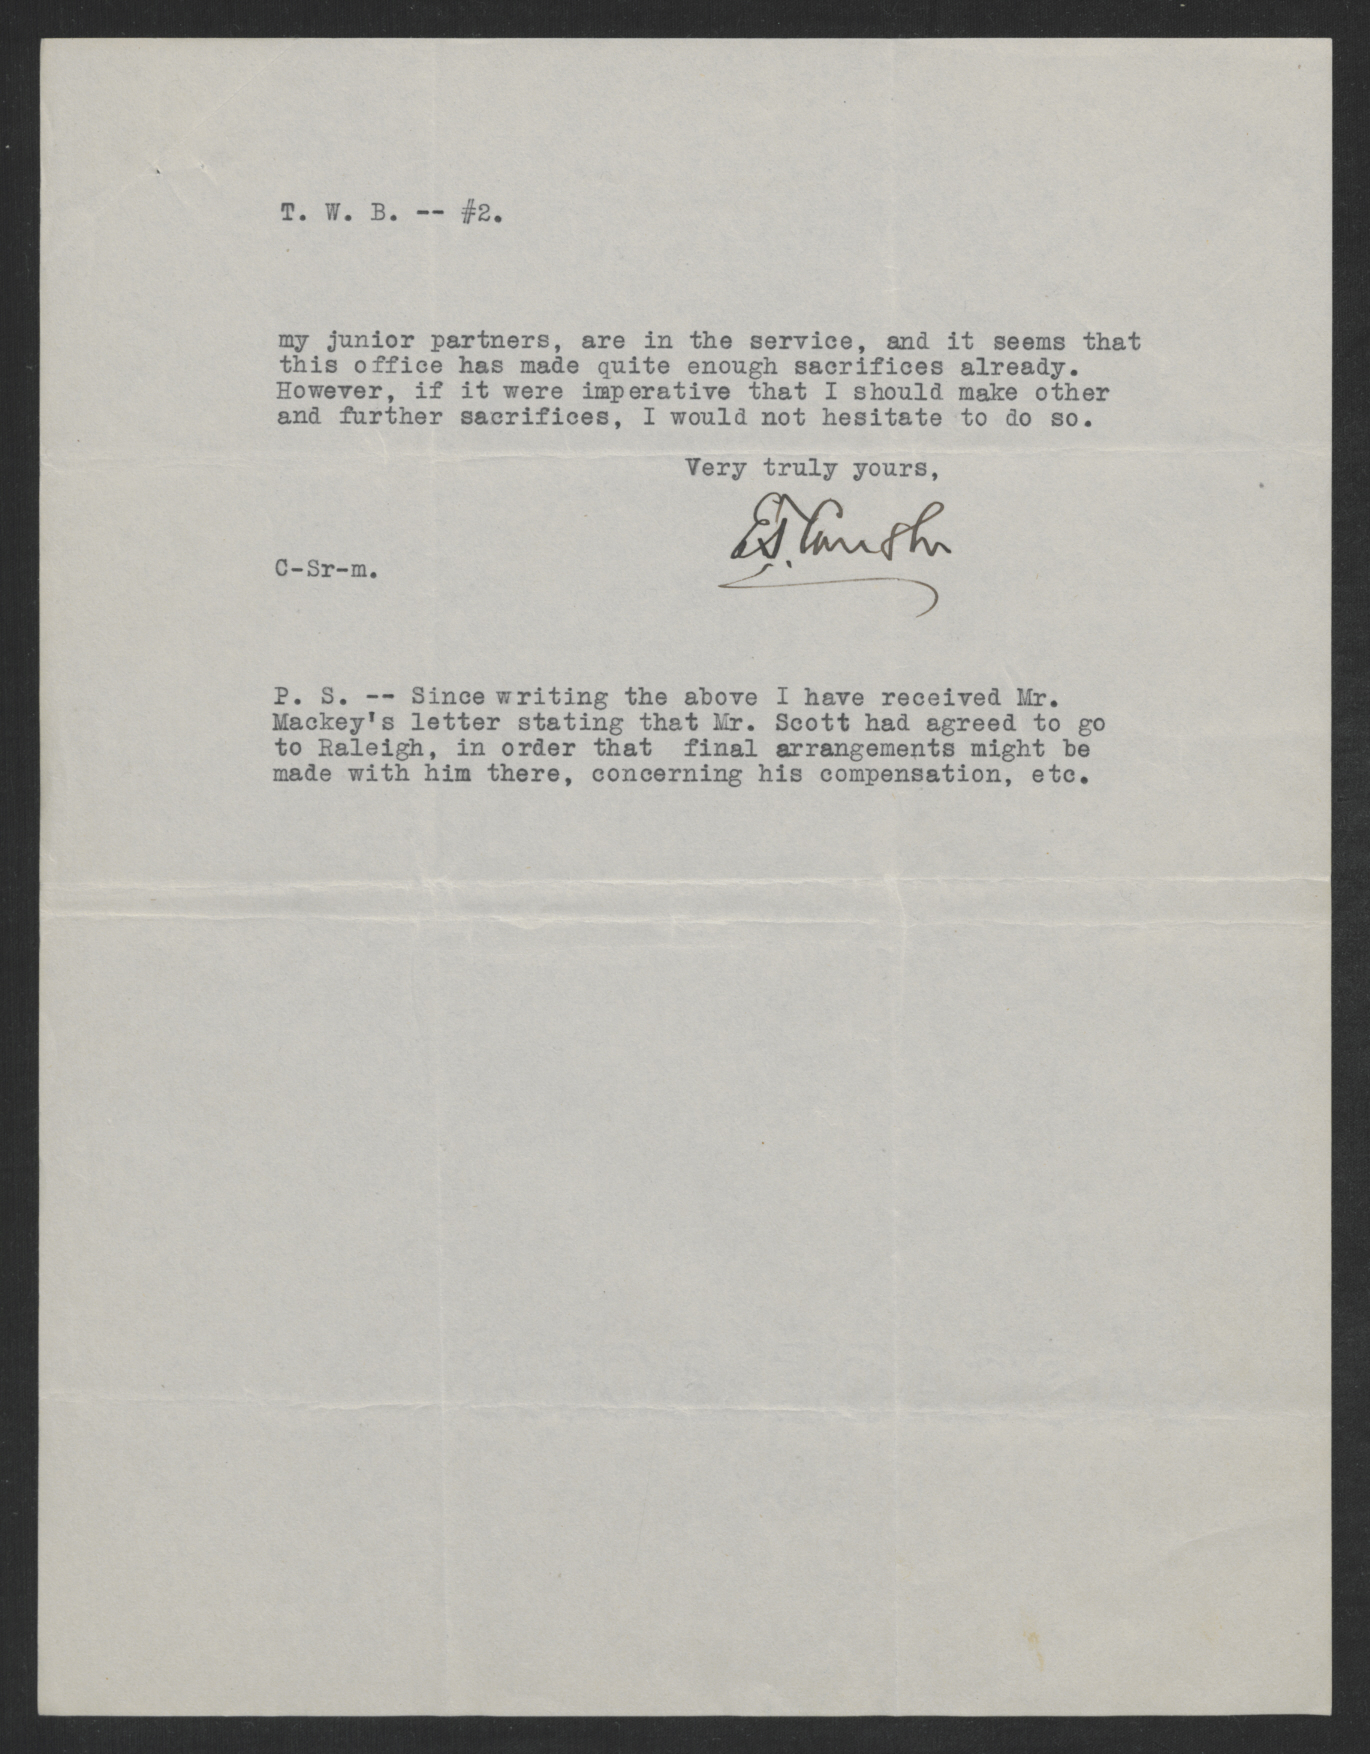 T. W. B. -- #2.
my junior partners, are in the service, and it seems that
this office has made quite enough sacrifices already.
However, if it were imperative that I should make other
and further sacrifices, I would not hesitate to do so.
Very truly yours,
C-Sr-m.
P. S. -- Since writing the above I have received Mr.
Mackey's letter stating that Mr. Scott had agreed to go
to Raleigh, in order that final arrangements might be
made with him there, concerning his compensation, etc.